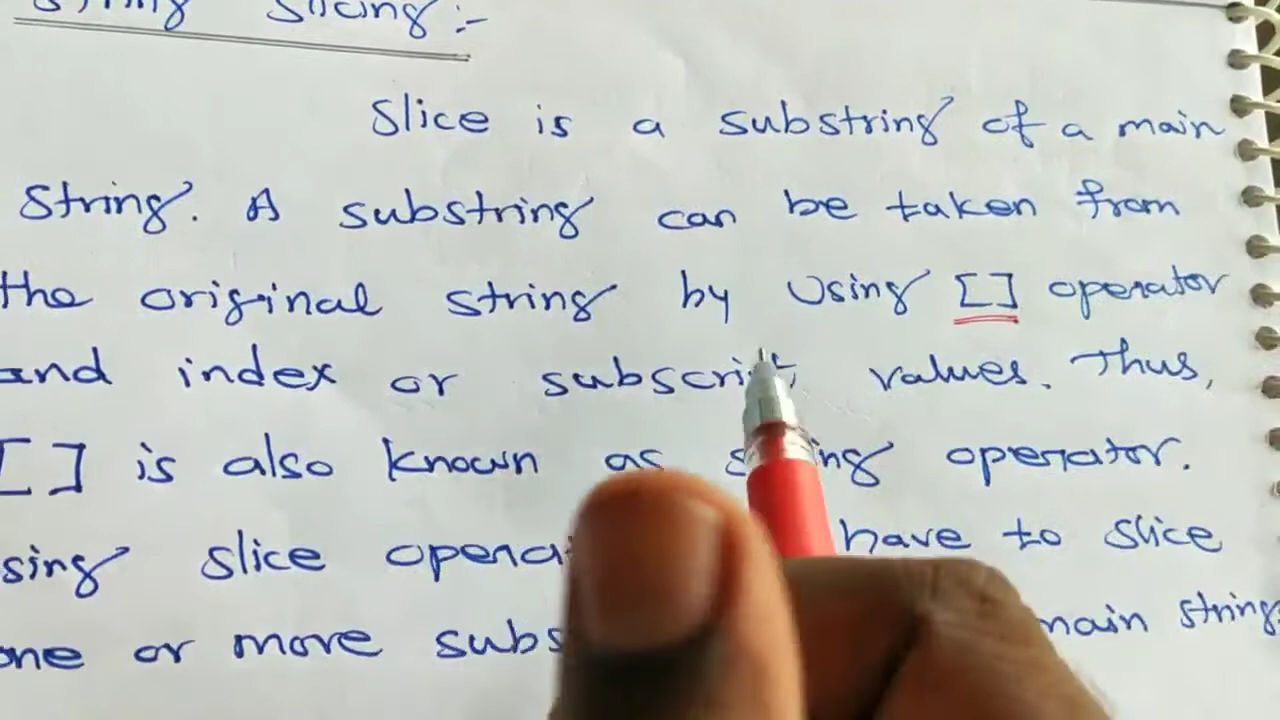 String Slicing :-
Slice is a substring of a main
String. A substring can be taken from
the original string by using [] operator
and index or subscript values. Thus,
[] is also known as operator.
slice have to slice
one or more main string